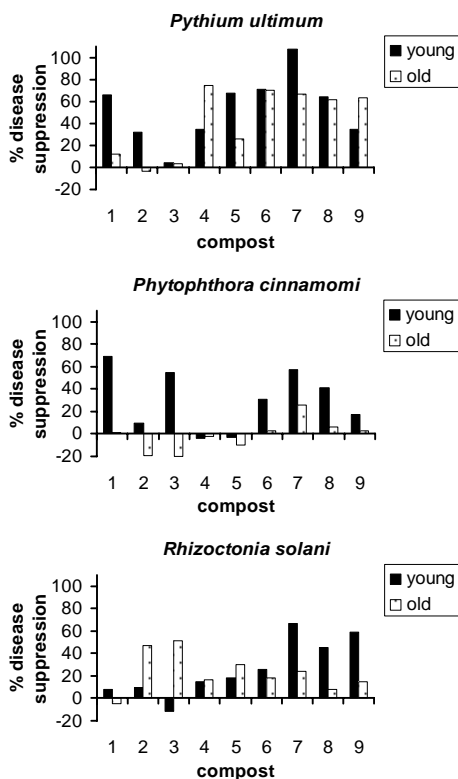 Pythium ultimum
100
80
60
40
20
0
-20
% disease
suppression
1 2 3 4 5 6 7 8 9
compost
young
old
Phytophthora cinnamomi
100
80
60
40
20
0
-20
% disease
suppression
1 2 3 4 5 6 7 8 9
compost
young
old
Rhizoctonia solani
100
80
60
40
20
0
-20
% disease
suppression
1 2 3 4 5 6 7 8 9
compost
young
old